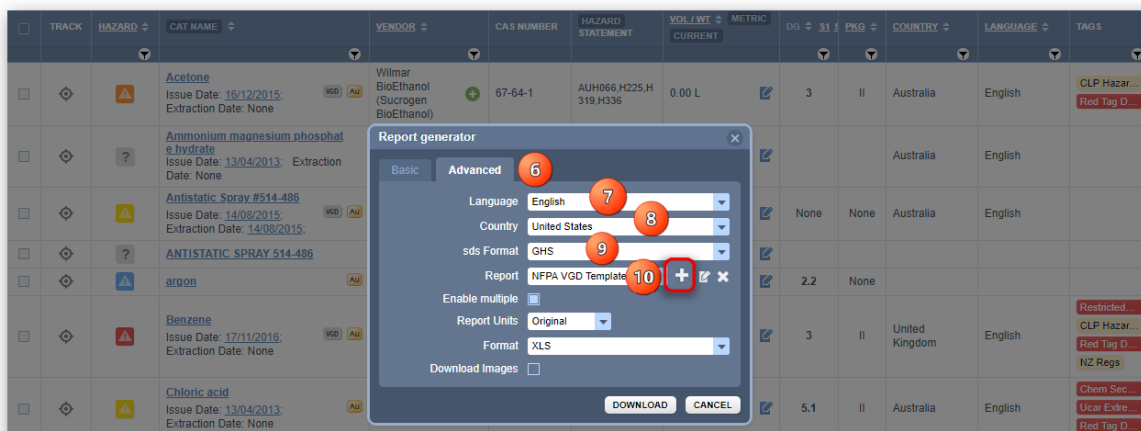 TRACK HAZARD CAT NAME VENDOR CAS NUMBER HAZARD STATEMENT VOL / WT METRIC CURRENT DG S1 S PKG COUNTRY LANGUAGE TAGS
Acetone
Issue Date: 16/12/2015;
Extraction Date: None
VGD Au
Wilmar
BioEthanol
(Sucrogen
BioEthanol)
67-64-1
AUH066,H225,H
319,H336
0.00 L
3 II Australia English
CLP Hazar...
Red Tag D...
Ammonium magnesium phosphat
e hydrate
Issue Date: 13/04/2013; Extraction
Date: None
?
Australia English
Antistatic Spray #514-486
Issue Date: 14/08/2015;
Extraction Date: 14/08/2015;
VGD Au
None None Australia English
? ANTISTATIC SPRAY 514-486
argon Au
2.2 None
Benzene
Issue Date: 17/11/2016;
Extraction Date: None
VGD Au
3 II United
Kingdom
English
Restricted...
CLP Hazar...
Red Tag D...
NZ Regs
Chloric acid
Issue Date: 13/04/2013;
Extraction Date: None
Au
5.1 II Australia English
Chem Sec...
Ucar Extre...
Red Tag D...
Report generator
Basic Advanced 6
Language English 7
Country United States 8
sds Format GHS 9
Report NFPA VGD Template 10
Enable multiple
Report Units Original
Format XLS
Download Images
DOWNLOAD CANCEL